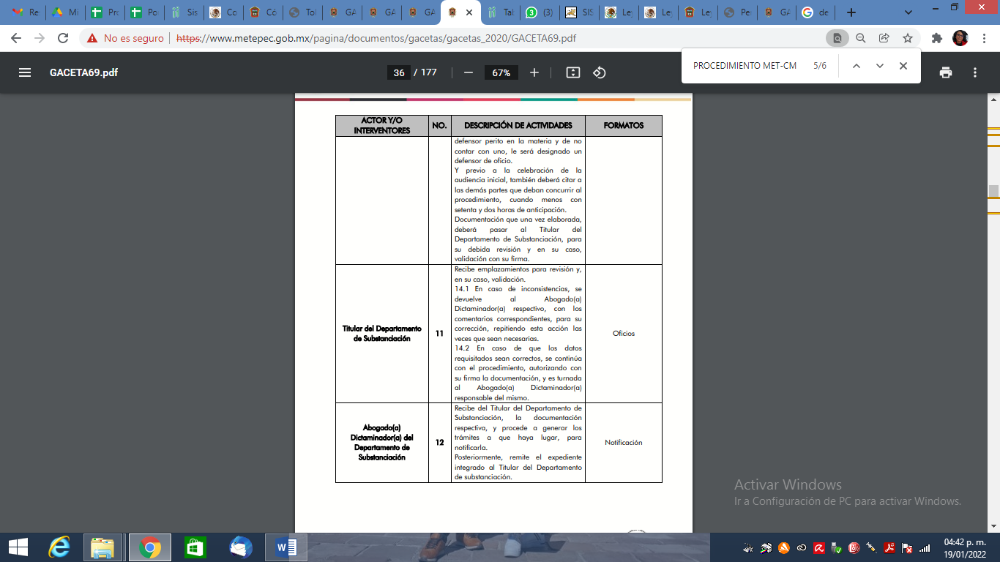 Re
Mi
Pro
Po
Sis
Co
Có
Tol
GA
GA
GA
Tal
(3)
SIS
Le
Le
Le
Pe
GA
de
No es seguro
https://www.metepec.gob.mx/pagina/documentos/gacetas/gacetas_2020/GACETA69.pdf
GACETA69.pdf
36 / 177
67%
PROCEDIMIENTO MET-CM 5/6
ACTOR Y/O
INTERVENTORES
NO.
DESCRIPCIÓN DE ACTIVIDADES
FORMATOS
defensor perito en la materia y de no
contar con uno, le será designado un
defensor de oficio.
Y previo a la celebración de la
audiencia inicial, también deberá citar a
las demás partes que deban concurrir al
procedimiento, cuando menos con
setenta y dos horas de anticipación.
Documentación que una vez elaborada,
deberá pasar al Titular del
Departamento de Substanciación, para
su debida revisión y en su caso,
validación con su firma.
Titular del Departamento
de Substanciación
11
Recibe emplazamientos para revisión y,
en su caso, validación.
14.1 En caso de inconsistencias, se
devuelve al Abogado(a)
Dictaminador(a) respectivo, con los
comentarios correspondientes, para su
corrección, repitiendo esta acción las
veces que sean necesarias.
14.2 En caso de que los datos
requisitados sean correctos, se continúa
con el procedimiento, autorizando con
su firma la documentación, y es turnada
al Abogado(a) Dictaminador(a)
responsable del mismo.
Oficios
Abogado(a)
Dictaminador(a) del
Departamento de
Substanciación
12
Recibe del Titular del Departamento de
Substanciación, la documentación
respectiva, y procede a generar los
trámites a que haya lugar, para
notificarla.
Posteriormente, remite el expediente
integrado al Titular del Departamento
de substanciación.
Notificación
Activar Windows
Ir a Configuración de PC para activar Windows.
04:42 p. m.
19/01/2022